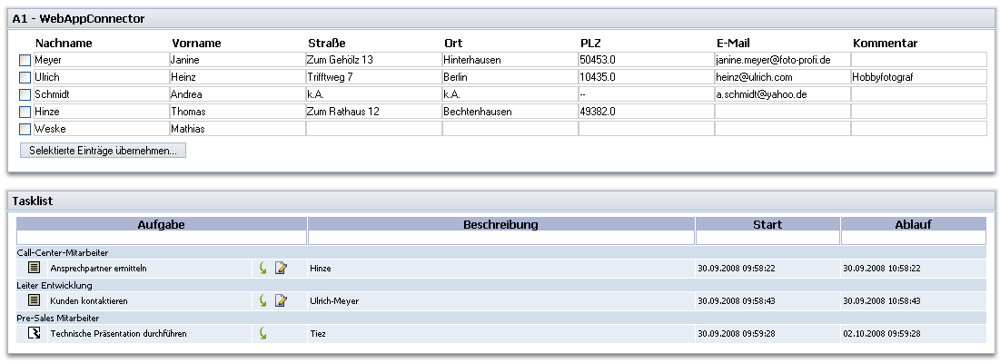 A1 - WebAppConnector
Nachname Vorname Straße Ort PLZ E-Mail Kommentar
Meyer Janine Zum Gehölz 13 Hinterhausen 50453.0 janine.meyer@foto-profi.de
Ulrich Heinz Trifftweg 7 Berlin 10435.0 heinz@ulrich.com Hobbyfotograf
Schmidt Andrea k.A. k.A. -- a.schmidt@yahoo.de
Hinze Thomas Zum Rathaus 12 Bechtenhausen 49382.0
Weske Mathias
Selektierte Einträge übernehmen...
Tasklist
Aufgabe Beschreibung Start Ablauf
Call-Center-Mitarbeiter
Ansprechpartner ermitteln Hinze 30.09.2008 09:58:22 30.09.2008 10:58:22
Leiter Entwicklung
Kunden kontaktieren Ulrich-Meyer 30.09.2008 09:58:43 30.09.2008 10:58:43
Pre-Sales Mitarbeiter
Technische Präsentation durchführen Tiez 30.09.2008 09:59:28 02.10.2008 09:59:28